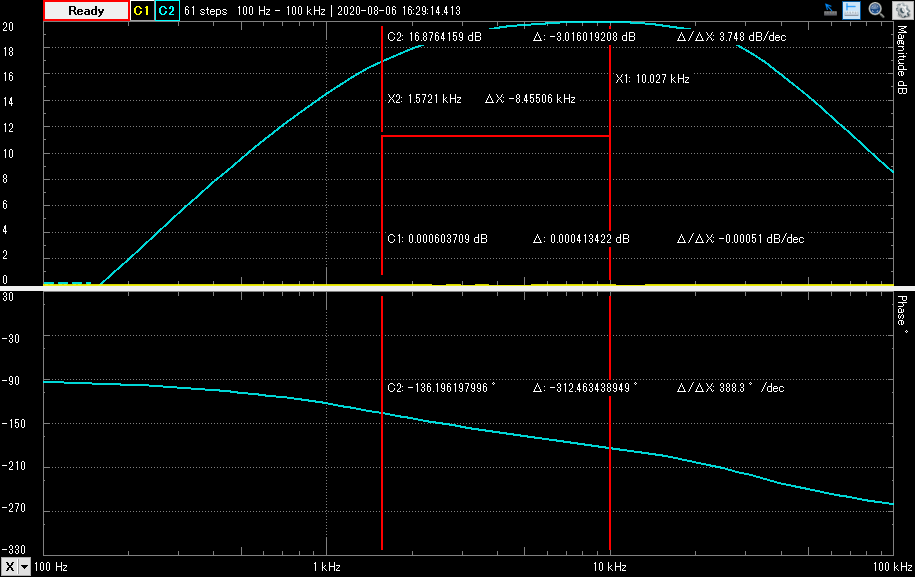 Ready C1 C2 61 steps 100 Hz - 100 kHz | 2020-08-06 16:29:14.413
20
18
16
14
12
10
8
6
4
2
0
Magnitude dB
C2: 16.8764159 dB Δ: -3.016019208 dB Δ/ΔX: 3.748 dB/dec
X1: 10.027 kHz
X2: 1.5721 kHz ΔX: -8.45506 kHz
C1: 0.000603709 dB Δ: 0.000413422 dB Δ/ΔX: -0.00051 dB/dec
30
-30
-90
-150
-210
-270
-330
Phase °
C2: -136.196197996 ° Δ: -312.463438949 ° Δ/ΔX: 388.3 ° /dec
X 100 Hz 1 kHz 10 kHz 100 kHz